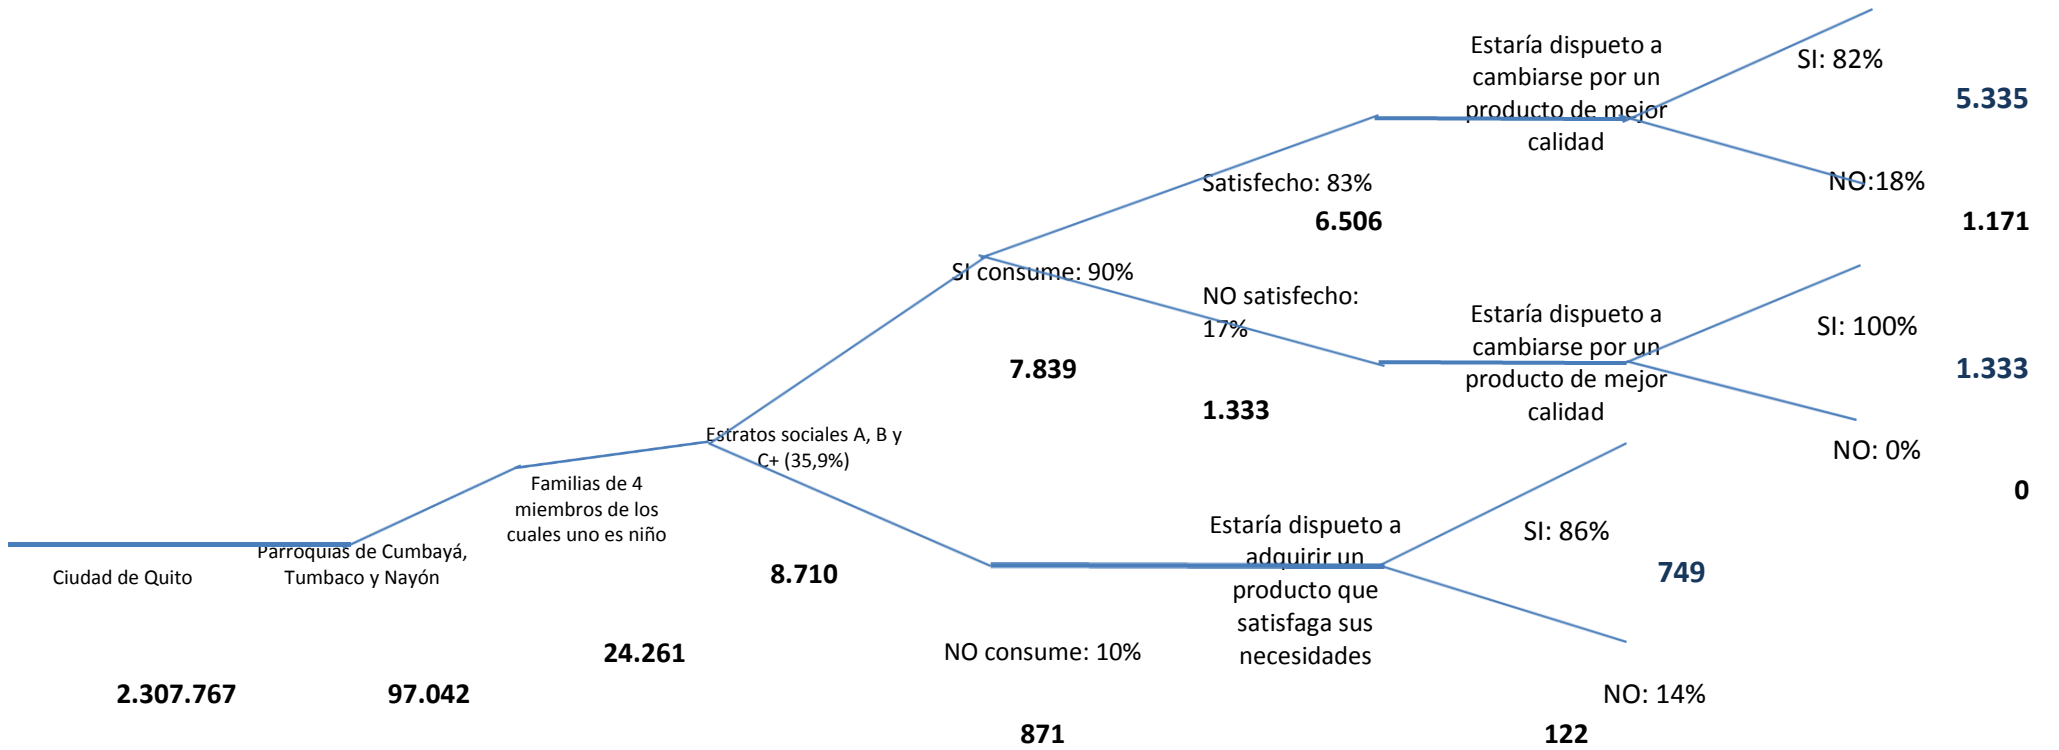 Ciudad de Quito
2.307.767
Parroquias de Cumbayá,
Tumbaco y Nayón
97.042
Familias de 4
miembros de los
cuales uno es niño
24.261
Estratos sociales A, B y
C+ (35,9%)
8.710
SI consume: 90%
7.839
Satisfecho: 83%
6.506
Estaría dispueto a
cambiarse por un
producto de mejor
calidad
SI: 82%
5.335
NO:18%
1.171
NO satisfecho:
17%
1.333
Estaría dispueto a
cambiarse por un
producto de mejor
calidad
SI: 100%
1.333
NO: 0%
0
NO consume: 10%
871
Estaría dispueto a
adquirir un
producto que
satisfaga sus
necesidades
SI: 86%
749
NO: 14%
122